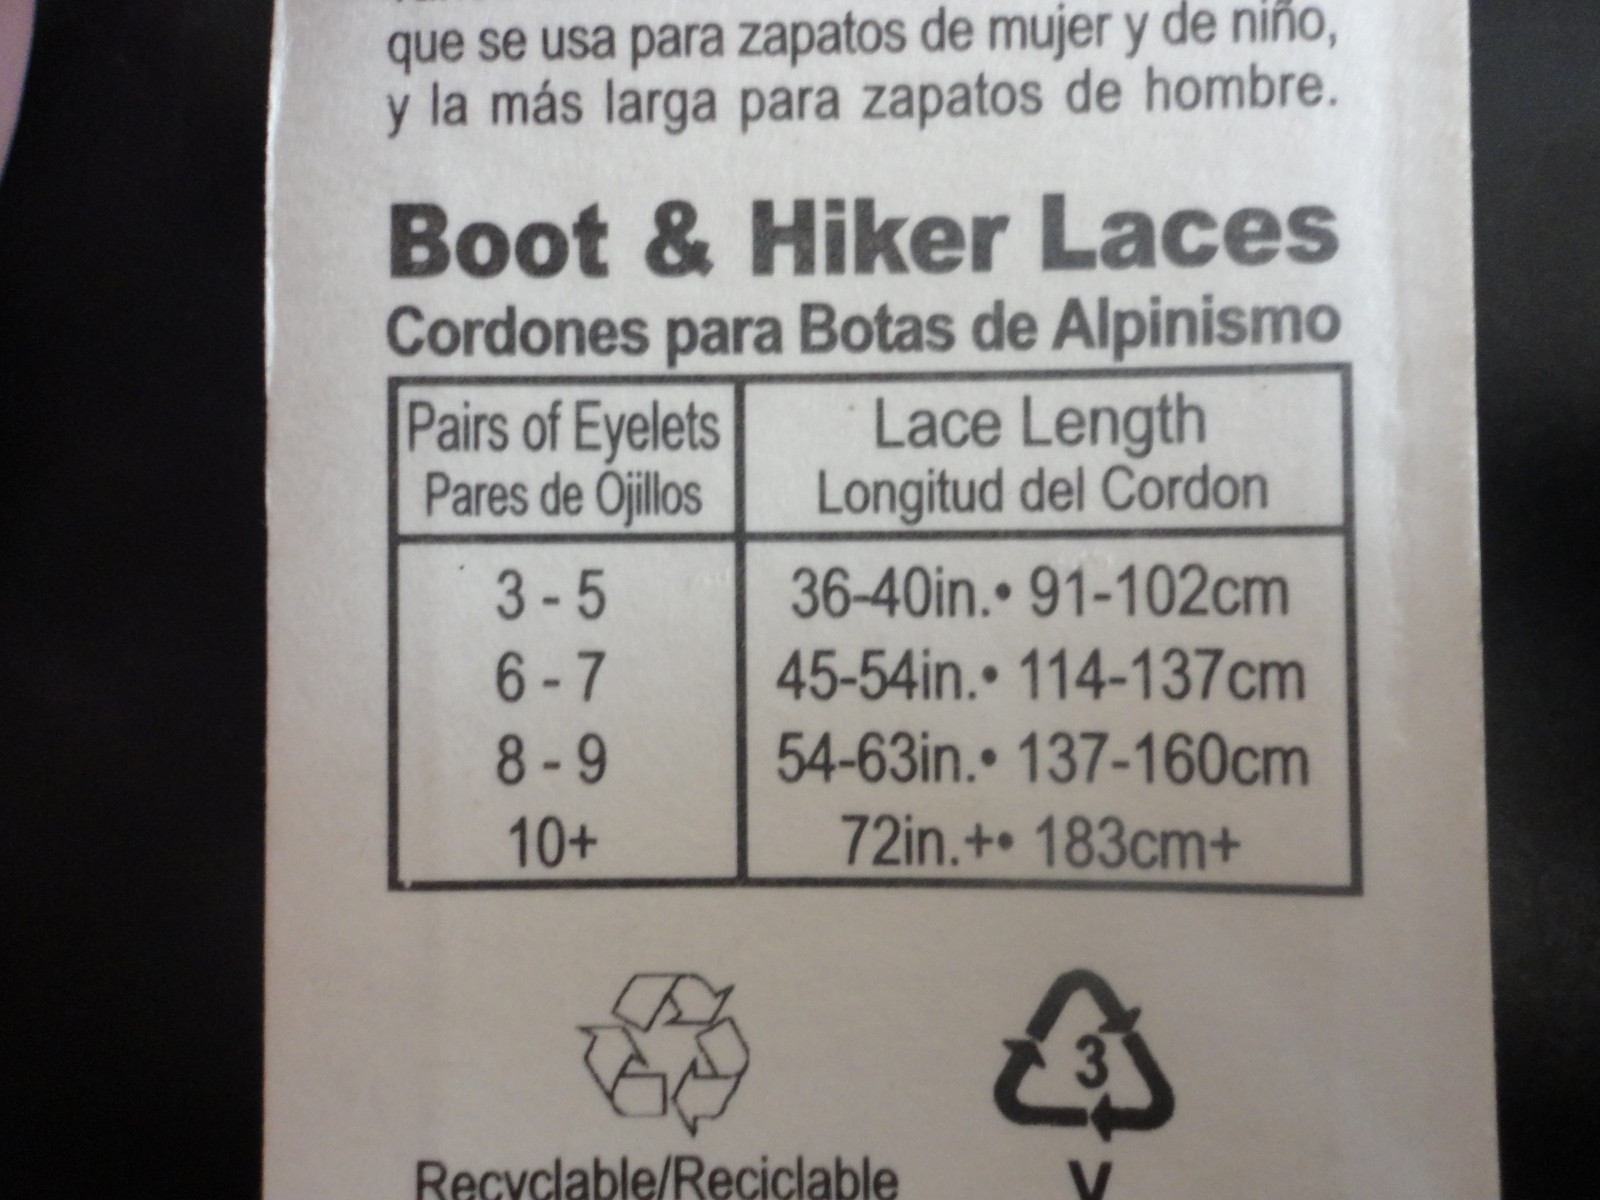 que se usa para zapatos de mujer y de niño,
y la más larga para zapatos de hombre.
Boot & Hiker Laces
Cordones para Botas de Alpinismo
Pairs of Eyelets
Pares de Ojillos
Lace Length
Longitud del Cordon
3 - 5 36-40in.• 91-102cm
6 - 7 45-54in.• 114-137cm
8 - 9 54-63in.• 137-160cm
10+ 72in.+• 183cm+
3
Recyclable/Reciclable V